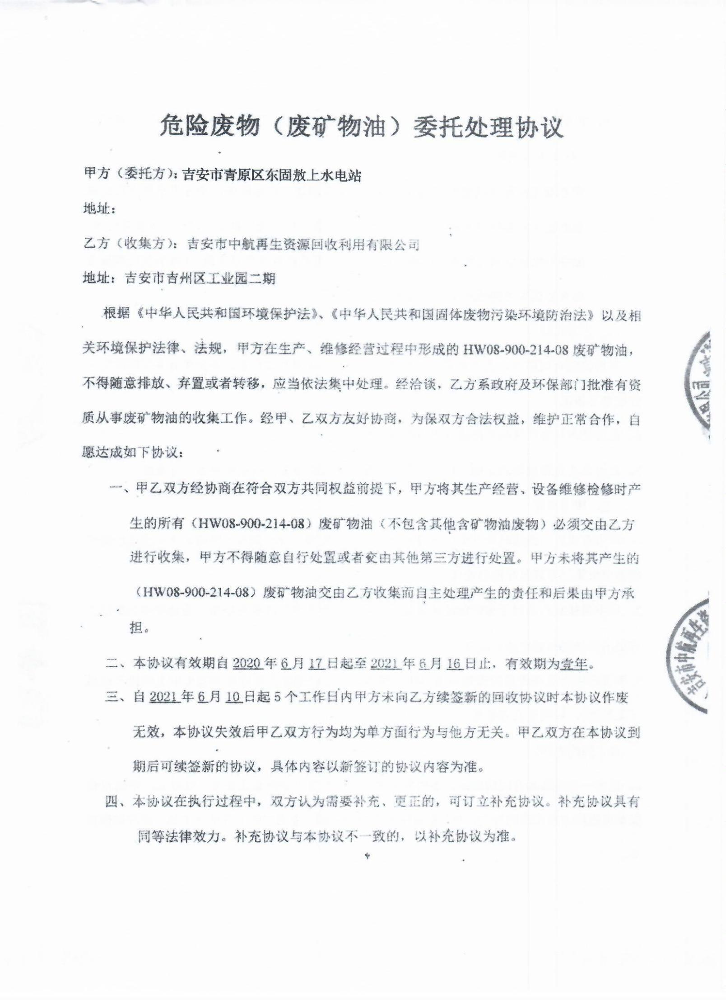 危险废物（废矿物油）委托处理协议
甲方（委托方）：吉安市青原区东固敖上水电站
地址：
乙方（收集方）：吉安市中航再生资源回收利用有限公司
地址：吉安市吉州区工业园二期
根据《中华人民共和国环境保护法》、《中华人民共和国固体废物污染环境防治法》以及相
关环境保护法律、法规，甲方在生产、维修经营过程中形成的 HW08-900-214-08 废矿物油，
不得随意排放、弃置或者转移，应当依法集中处理。经洽谈，乙方系政府及环保部门批准有资
质从事废矿物油的收集工作。经甲、乙双方友好协商，为保双方合法权益，维护正常合作，自
愿达成如下协议：
一、甲乙双方经协商在符合双方共同权益前提下，甲方将其生产经营、设备维修检修时产
生的所有（HW08-900-214-08）废矿物油（不包含其他含矿物油废物）必须交由乙方
进行收集，甲方不得随意自行处置或者交由其他第三方进行处置。甲方未将其产生的
（HW08-900-214-08）废矿物油交由乙方收集而自主处理产生的责任和后果由甲方承
担。
二、本协议有效期自 2020 年 6 月 17 日起至 2021 年 6 月 16 日止，有效期为壹年。
三、自 2021 年 6 月 10 日起 5 个工作日内甲方未向乙方续签新的回收协议时本协议作废
无效，本协议失效后甲乙双方行为均为单方面行为与他方无关。甲乙双方在本协议到
期后可续签新的协议，具体内容以新签订的协议内容为准。
四、本协议在执行过程中，双方认为需要补充、更正的，可订立补充协议。补充协议具有
同等法律效力。补充协议与本协议不一致的，以补充协议为准。
限公司
吉安市中航再生资